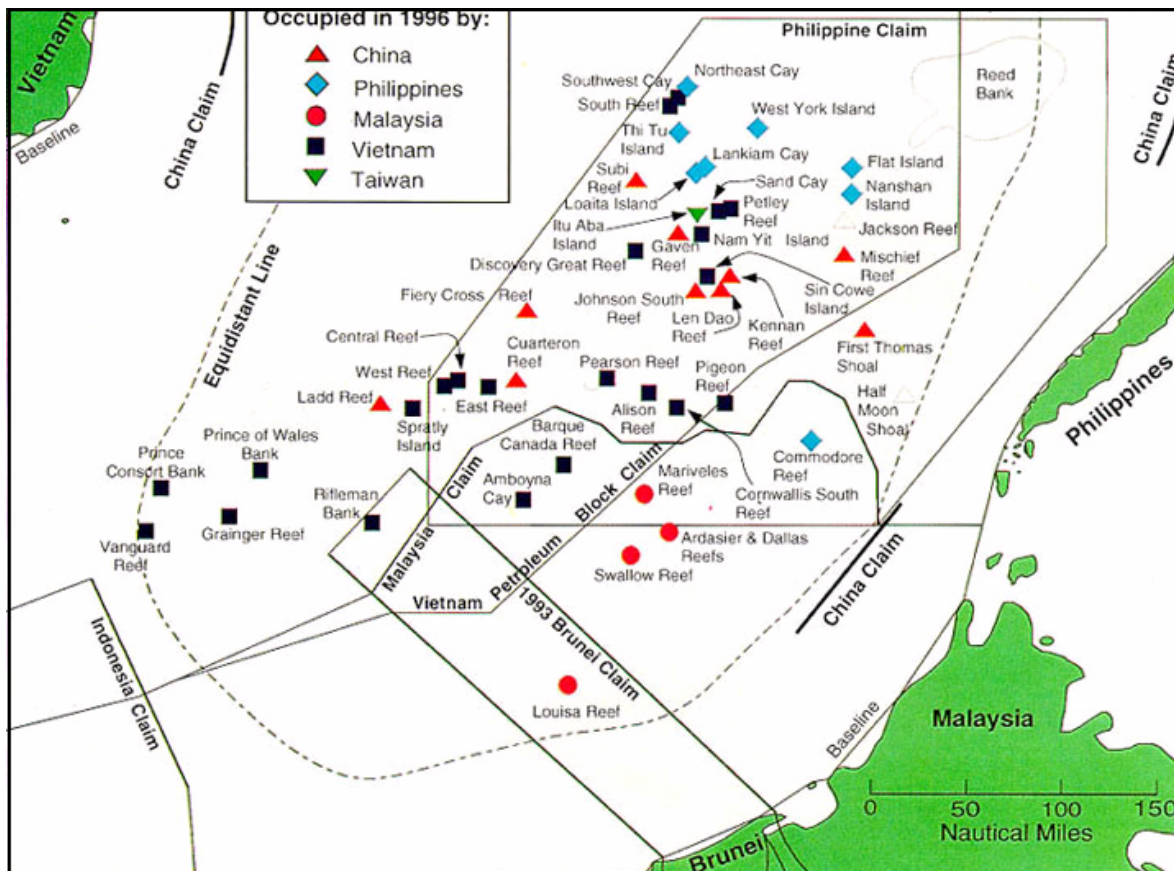 Occupied in 1996 by:
China
Philippines
Malaysia
Vietnam
Taiwan
Vietnam
Baseline
China Claim
Equidistant Line
Philippine Claim
Reed
Bank
China Claim
Southwest Cay
Northeast Cay
South Reef
West York Island
Thi Tu
Island
Lankiam Cay
Flat Island
Subi
Reef
Sand Cay
Nanshan
Island
Loaita Island
Petley
Reef
Itu Aba
Island
Jackson Reef
Gaven
Reef
Nam Yit Island
Mischief
Reef
Discovery Great Reef
Sin Cowe
Island
Fiery Cross Reef
Johnson South
Reef
Len Dao
Reef
Kennan
Reef
First Thomas
Shoal
Central Reef
Cuarteron
Reef
Pearson Reef
Pigeon
Reef
West Reef
Half
Moon
Shoal
Ladd Reef
East Reef
Alison
Reef
Spratly
Island
Philippines
Barque
Canada Reef
Prince of Wales
Bank
Prince
Consort Bank
Commodore
Reef
Mariveles
Reef
Amboyna
Cay
Cornwallis South
Reef
Rifleman
Bank
Grainger Reef
Vanguard
Reef
Ardasier & Dallas
Reefs
Swallow Reef
Malaysia Claim
Vietnam Petrpleum Block Claim
1993 Brunei Claim
China Claim
Indonesia Claim
Louisa Reef
Baseline
Malaysia
0 50 100 150
Nautical Miles
Brunei